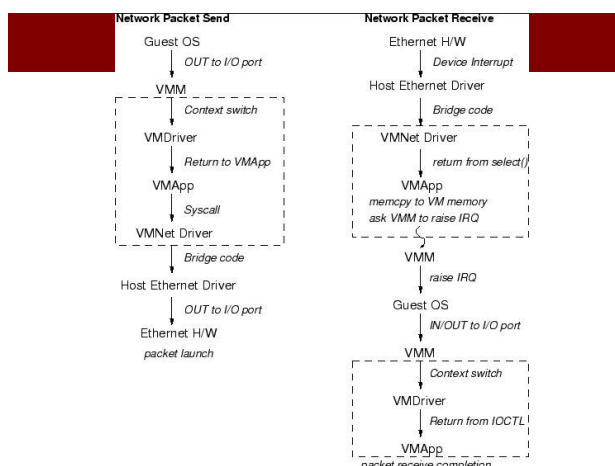 Network Packet Send
Guest OS
OUT to I/O port
VMM
Context switch
VMDriver
Return to VMApp
VMApp
Syscall
VMNet Driver
Bridge code
Host Ethernet Driver
OUT to I/O port
Ethernet H/W
packet launch
Network Packet Receive
Ethernet H/W
Device Interrupt
Host Ethernet Driver
Bridge code
VMNet Driver
return from select()
VMApp
memcpy to VM memory
ask VMM to raise IRQ
VMM
raise IRQ
Guest OS
IN/OUT to I/O port
VMM
Context switch
VMDriver
Return from IOCTL
VMApp
packet receive completion